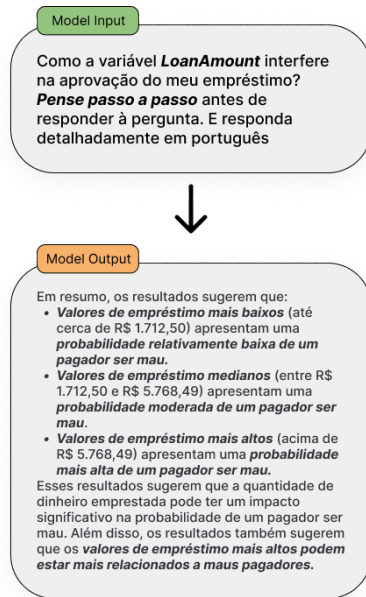 Model Input
Como a variável LoanAmount interfere
na aprovação do meu empréstimo?
Pense passo a passo antes de
responder à pergunta. E responda
detalhadamente em português
Model Output
Em resumo, os resultados sugerem que:
• Valores de empréstimo mais baixos (até
cerca de R$ 1.712,50) apresentam uma
probabilidade relativamente baixa de um
pagador ser mau.
• Valores de empréstimo medianos (entre R$
1.712,50 e R$ 5.768,49) apresentam uma
probabilidade moderada de um pagador ser
mau.
• Valores de empréstimo mais altos (acima de
R$ 5.768,49) apresentam uma probabilidade
mais alta de um pagador ser mau.
Esses resultados sugerem que a quantidade de
dinheiro emprestada pode ter um impacto
significativo na probabilidade de um pagador ser
mau. Além disso, os resultados também sugerem
que os valores de empréstimo mais altos podem
estar mais relacionados a maus pagadores.